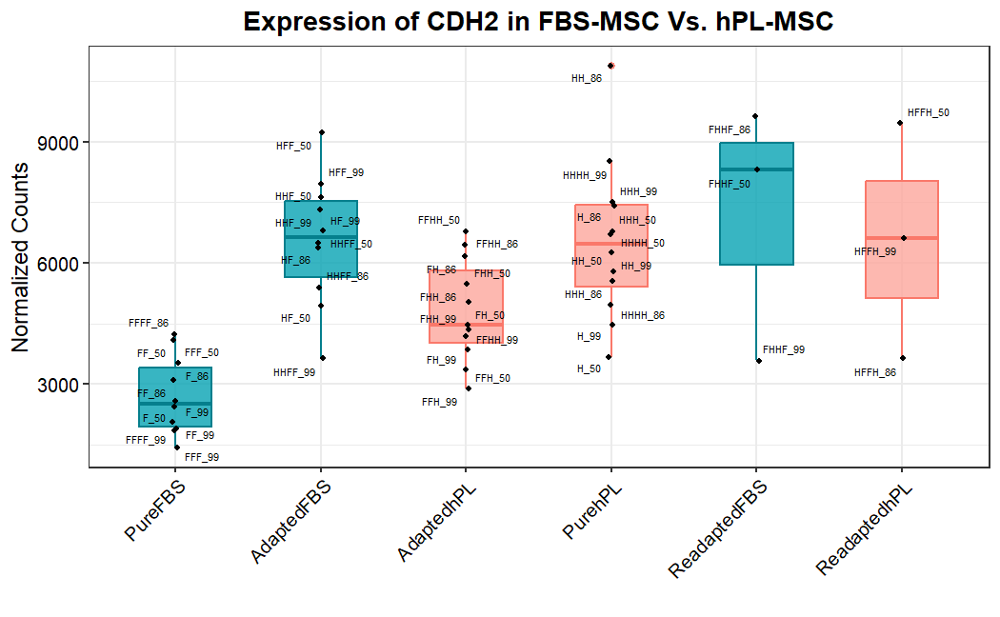 Expression of CDH2 in FBS-MSC Vs. hPL-MSC
Normalized Counts
9000
6000
3000
FFFF_86
FF_50
FFF_50
F_86
FF_86
F_99
F_50
FF_99
FFFF_99
FFF_99
HFF_50
HFF_99
HHF_50
HHF_99
HF_99
HHFF_50
HF_86
HHFF_86
HF_50
HHFF_99
FFHH_50
FFHH_86
FH_86
FHH_50
FHH_86
FH_50
FHH_99
FFHH_99
FH_99
FFH_50
FFH_99
HH_86
HHHH_99
HHH_99
H_86
HHH_50
HHHH_50
HH_50
HH_99
HHH_86
HHHH_86
H_99
H_50
FHHF_86
FHHF_50
FHHF_99
HFFH_50
HFFH_99
HFFH_86
PureFBS
AdaptedFBS
AdaptedhPL
PurehPL
ReadaptedFBS
ReadaptedhPL